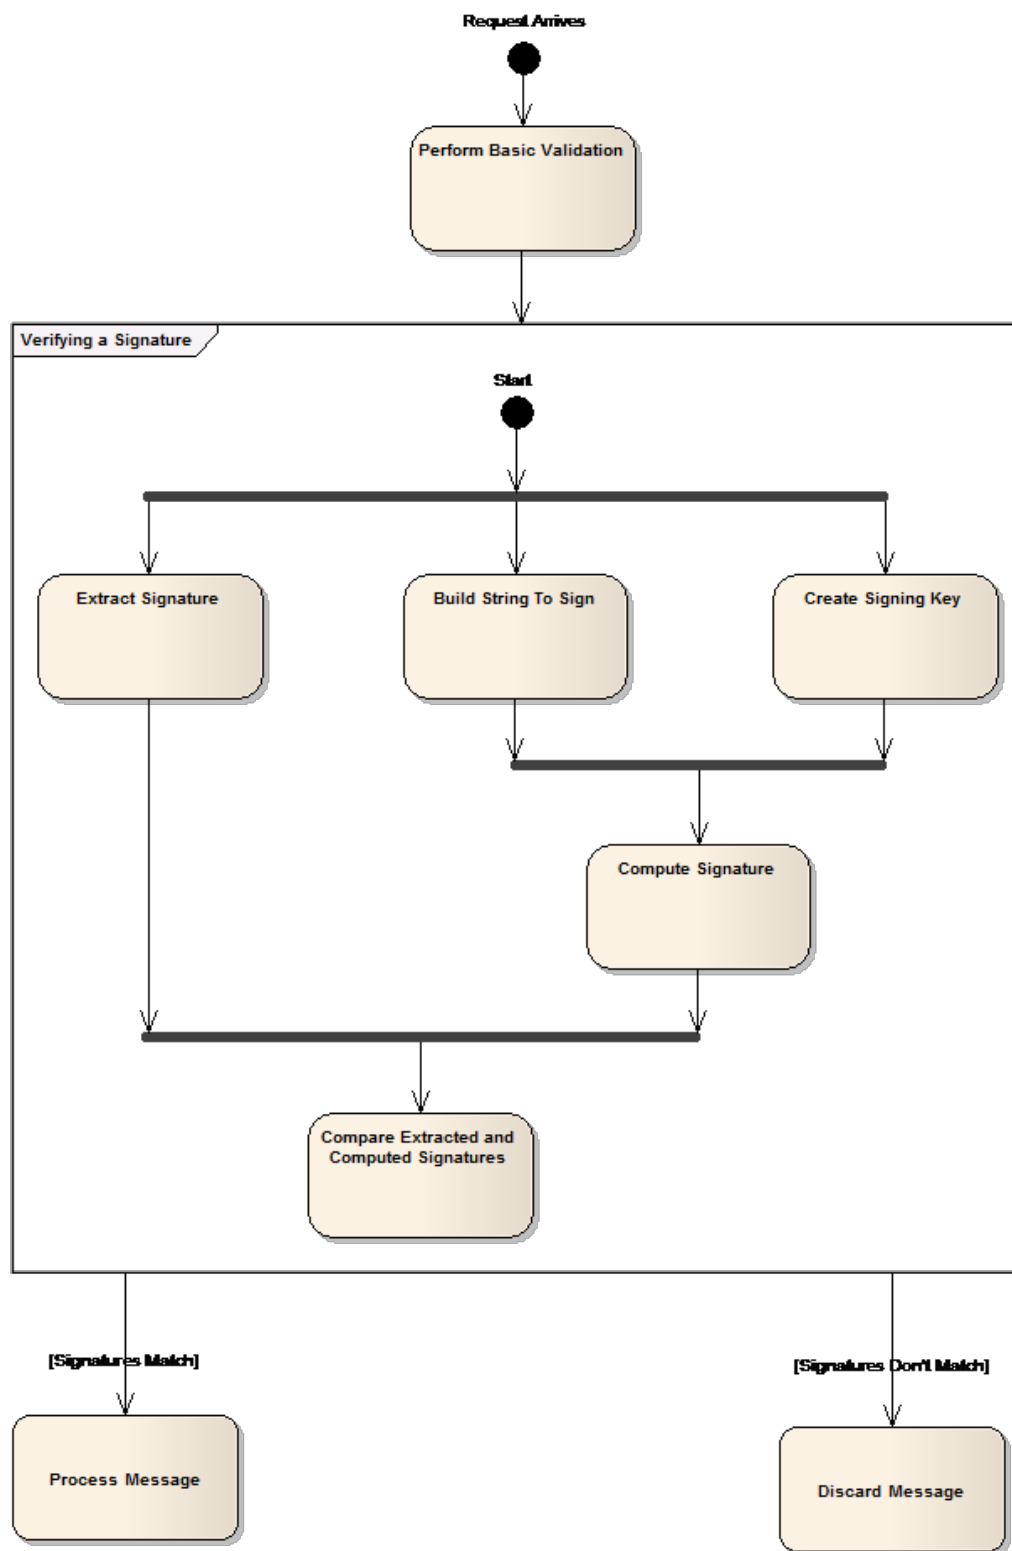 Request Arrives
Perform Basic Validation
Verifying a Signature
Start
Extract Signature
Build String To Sign
Create Signing Key
Compute Signature
Compare Extracted and
Computed Signatures
[Signatures Match]
[Signatures Don't Match]
Process Message
Discard Message